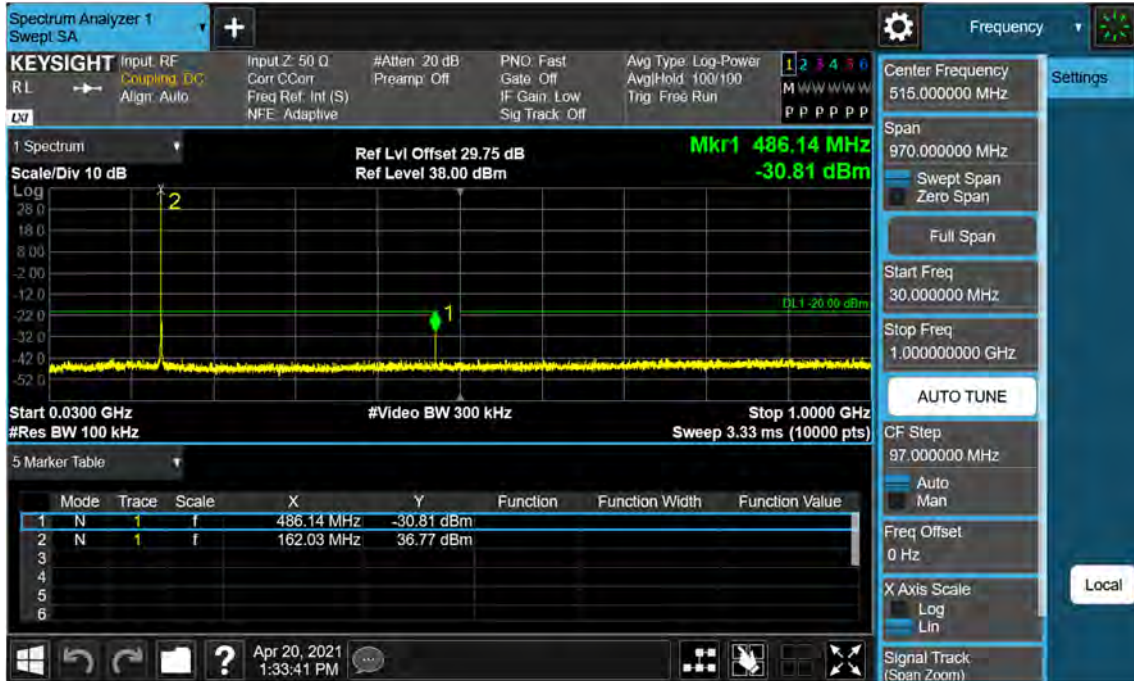 Spectrum Analyzer 1
Swept SA
Frequency
KEYSIGHT
RL
LXI
Input: RF
Coupling: DC
Align: Auto
Input Z: 50 Ω
Corr CCorr
Freq Ref: Int (S)
NFE: Adaptive
#Atten: 20 dB
Preamp: Off
PNO: Fast
Gate: Off
IF Gain: Low
Sig Track: Off
Avg Type: Log-Power
Avg|Hold: 100/100
Trig: Free Run
1 2 3 4 5 6
M W W W W W
P P P P P P
1 Spectrum
Scale/Div 10 dB
Ref Lvl Offset 29.75 dB
Ref Level 38.00 dBm
Mkr1 486.14 MHz
-30.81 dBm
Log
28.0
18.0
8.00
-2.00
-12.0
-22.0
-32.0
-42.0
-52.0
2
1
DL1 -20.00 dBm
Start 0.0300 GHz
#Res BW 100 kHz
#Video BW 300 kHz
Stop 1.0000 GHz
Sweep 3.33 ms (10000 pts)
5 Marker Table
Mode Trace Scale X Y Function Function Width Function Value
1 N 1 f 486.14 MHz -30.81 dBm
2 N 1 f 162.03 MHz 36.77 dBm
3
4
5
6
Apr 20, 2021
1:33:41 PM
Center Frequency
515.000000 MHz
Span
970.000000 MHz
Swept Span
Zero Span
Full Span
Start Freq
30.000000 MHz
Stop Freq
1.000000000 GHz
AUTO TUNE
CF Step
97.000000 MHz
Auto
Man
Freq Offset
0 Hz
X Axis Scale
Log
Lin
Signal Track
(Span Zoom)
Settings
Local